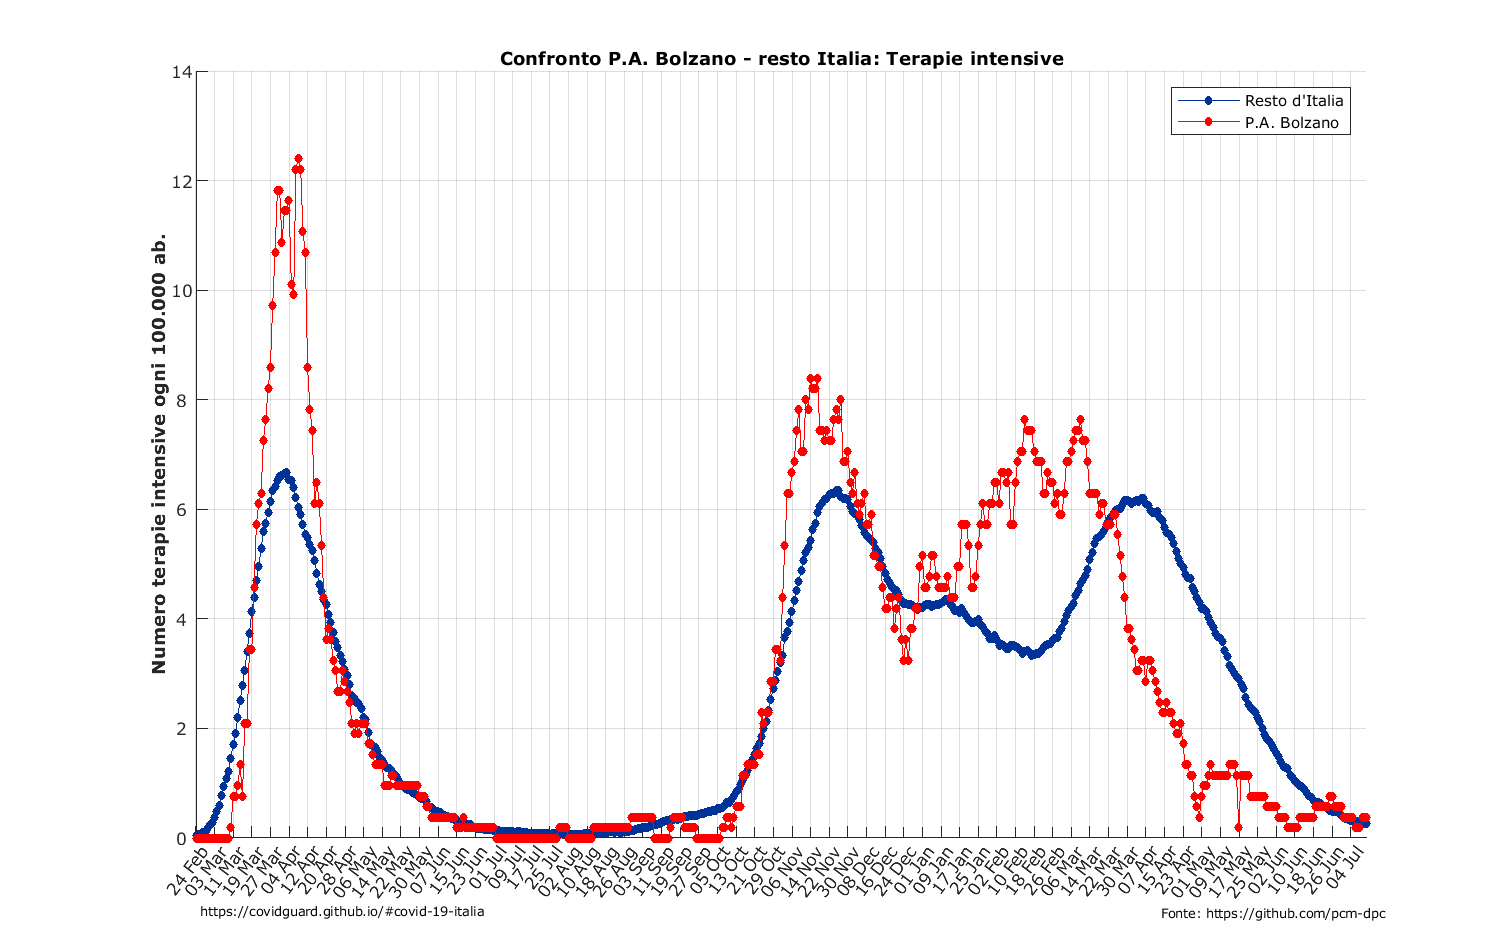 Confronto P.A. Bolzano - resto Italia: Terapie intensive
Resto d'Italia
P.A. Bolzano
Numero terapie intensive ogni 100.000 ab.
14
12
10
8
6
4
2
0
24 Feb
03 Mar
11 Mar
19 Mar
27 Mar
04 Apr
12 Apr
20 Apr
28 Apr
06 May
14 May
22 May
30 May
07 Jun
15 Jun
23 Jun
01 Jul
09 Jul
17 Jul
25 Jul
02 Aug
10 Aug
18 Aug
26 Aug
03 Sep
11 Sep
19 Sep
27 Sep
05 Oct
13 Oct
21 Oct
29 Oct
06 Nov
14 Nov
22 Nov
30 Nov
08 Dec
16 Dec
24 Dec
01 Jan
09 Jan
17 Jan
25 Jan
02 Feb
10 Feb
18 Feb
26 Feb
06 Mar
14 Mar
22 Mar
30 Mar
07 Apr
15 Apr
23 Apr
01 May
09 May
17 May
25 May
02 Jun
10 Jun
18 Jun
26 Jun
04 Jul
https://covidguard.github.io/#covid-19-italia
Fonte: https://github.com/pcm-dpc